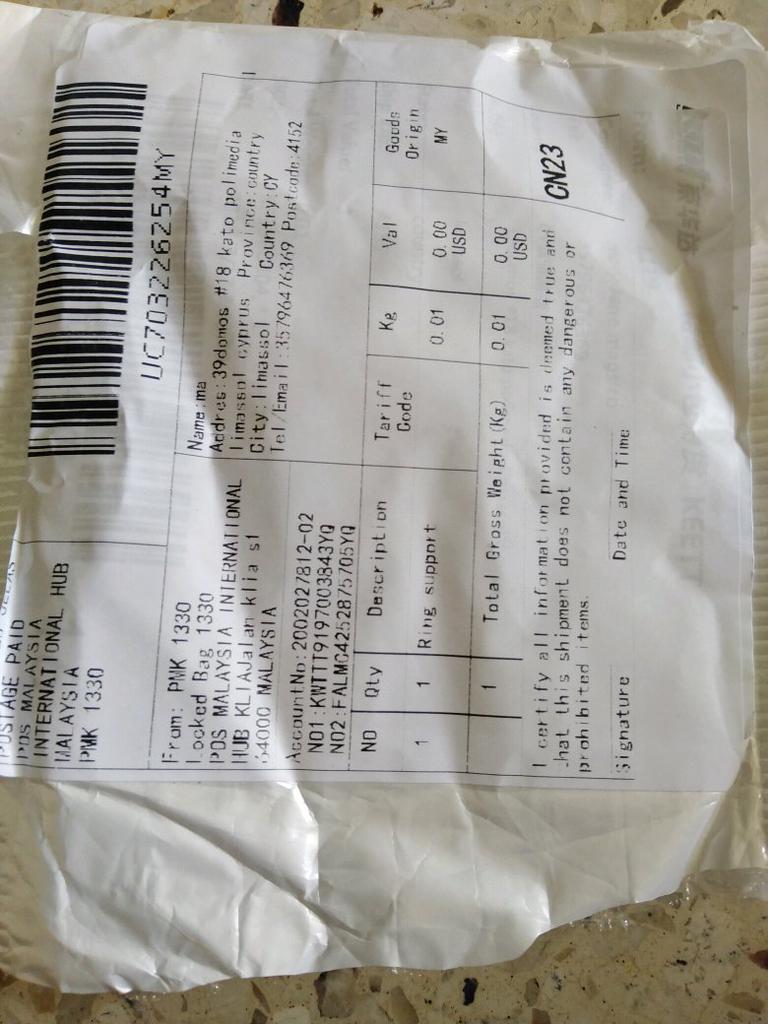 POSTAGE PAID
POS MALAYSIA
INTERNATIONAL HUB
MALAYSIA
PMK 1330
UC703226254MY
From: PMK 1330
Locked Bag 1330
POS MALAYSIA INTERNATIONAL
HUB KLIAJalan klia s1
64000 MALAYSIA
Name:ma
Addres:39domos #18 kato polimedia
limassol cyprus Province:country
City:limassol Country:CY
Tel/Email:35796476369 Postcode:4152
AccountNo:2002027812-02
NO1:KWTTT9197003843YQ
NO2:FALMC4252875705YQ
NO Qty Description Tariff Code Kg Val Goods Origin
1 1 Ring support 0.01 0.00 USD MY
1 Total Gross Weight(Kg) 0.01 0.00 USD
I certify all information provided is deemed true and
that this shipment does not contain any dangerous or
prohibited items.
CN23
Signature Date and Time